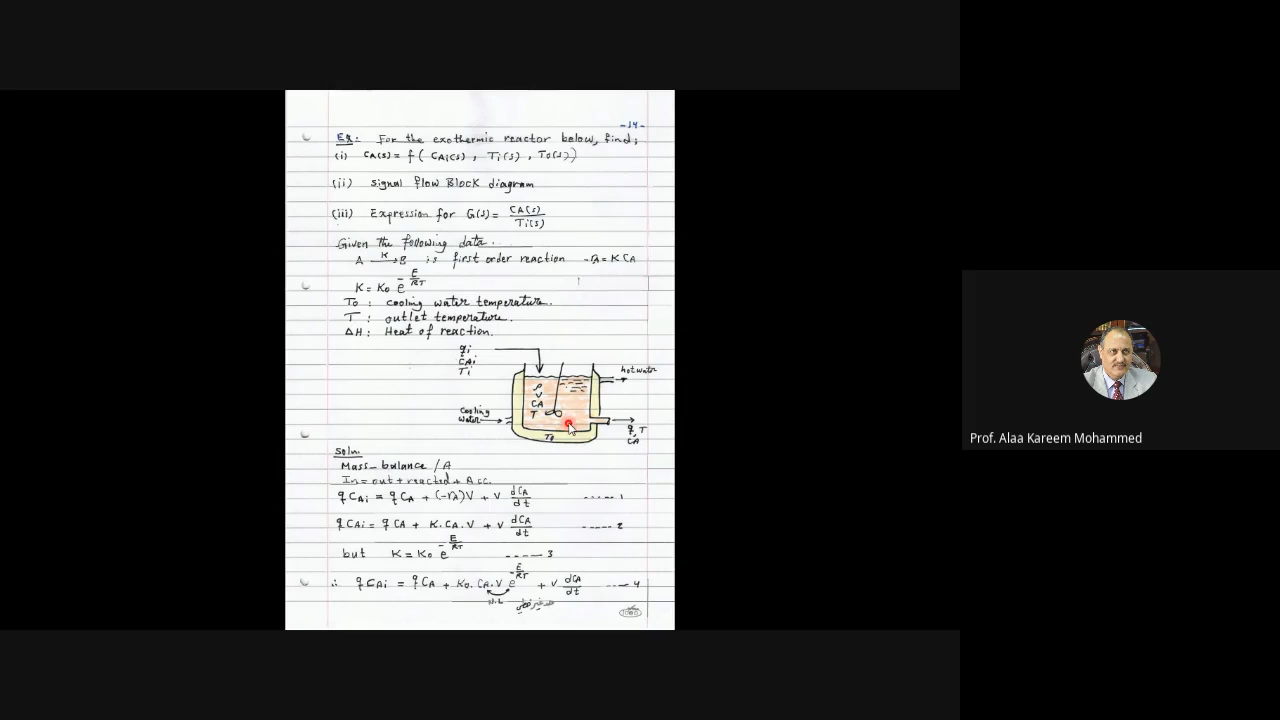 -14-
Ex: For the exothermic reactor below, find;
(i) CA(s) = f ( CAi(s) , Ti(s) , To(s))
(ii) signal flow Block diagram
(iii) Expression for G(s) = CA(s) / Ti(s)
Given the following data.
A —K→ B is first order reaction -rA = K CA
K = Ko e^-E/RT
To : cooling water temperature.
T : outlet temperature.
ΔH : Heat of reaction.
qi
CAi
Ti
hot water
ρ
V
CA
T
Cooling
water
q, T
CA
To
Soln.
Mass-balance / A
In = out + reacted + Acc.
q CAi = q CA + (-rA)V + V dCA/dt ----- 1
q CAi = q CA + K.CA.V + V dCA/dt ----- 2
but K = Ko e^-E/RT ----- 3
∴ q CAi = q CA + Ko.CA.V e^-E/RT + V dCA/dt ----- 4
حد غير خطي
Prof. Alaa Kareem Mohammed